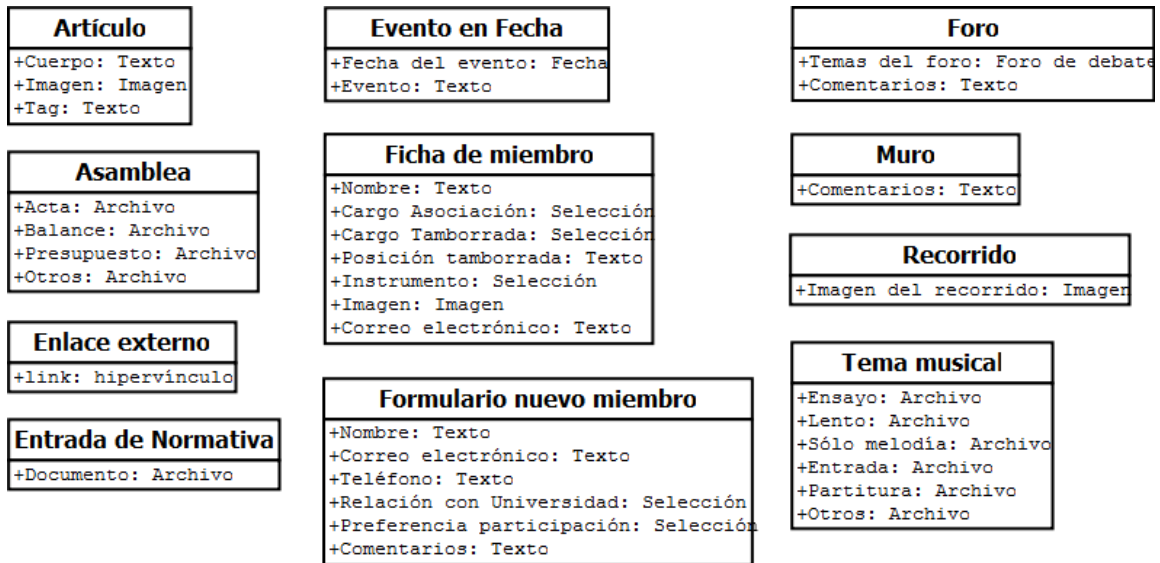 Artículo
+Cuerpo: Texto
+Imagen: Imagen
+Tag: Texto
Asamblea
+Acta: Archivo
+Balance: Archivo
+Presupuesto: Archivo
+Otros: Archivo
Enlace externo
+link: hipervínculo
Entrada de Normativa
+Documento: Archivo
Evento en Fecha
+Fecha del evento: Fecha
+Evento: Texto
Ficha de miembro
+Nombre: Texto
+Cargo Asociación: Selección
+Cargo Tamborrada: Selección
+Posición tamborrada: Texto
+Instrumento: Selección
+Imagen: Imagen
+Correo electrónico: Texto
Formulario nuevo miembro
+Nombre: Texto
+Correo electrónico: Texto
+Teléfono: Texto
+Relación con Universidad: Selección
+Preferencia participación: Selección
+Comentarios: Texto
Foro
+Temas del foro: Foro de debate
+Comentarios: Texto
Muro
+Comentarios: Texto
Recorrido
+Imagen del recorrido: Imagen
Tema musical
+Ensayo: Archivo
+Lento: Archivo
+Sólo melodía: Archivo
+Entrada: Archivo
+Partitura: Archivo
+Otros: Archivo